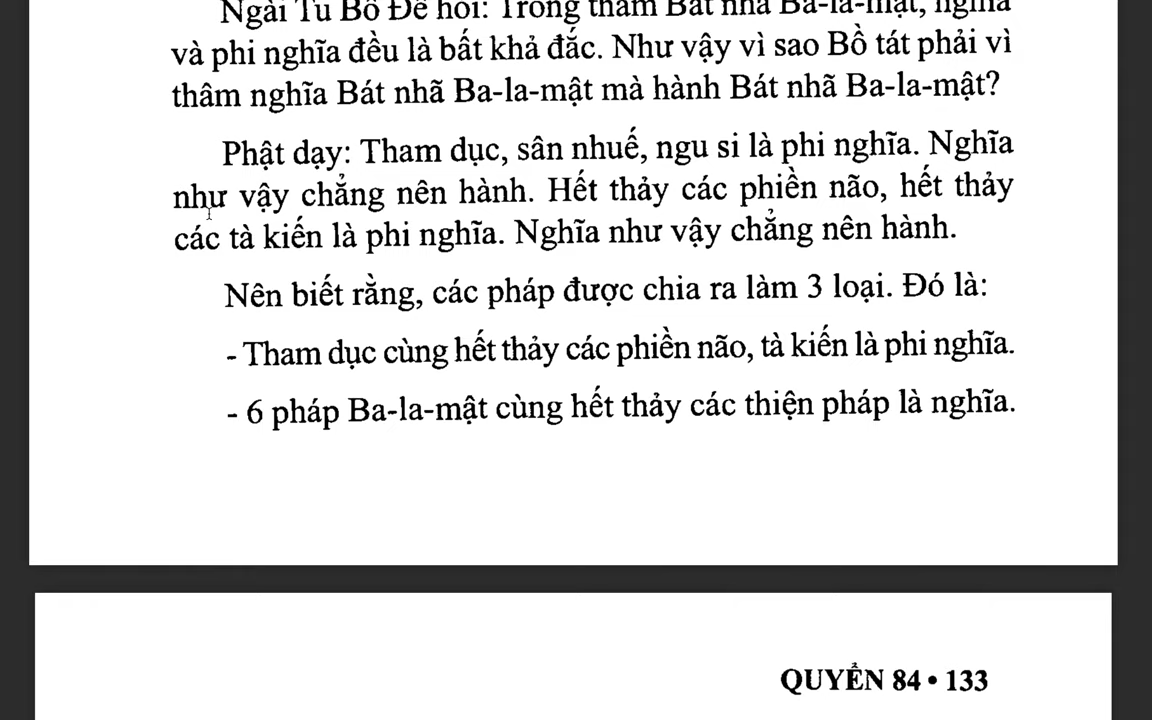 Ngài Tu Bồ Đề hỏi: Trong thâm Bát nhã Ba-la-mật, nghĩa
và phi nghĩa đều là bất khả đắc. Như vậy vì sao Bồ tát phải vì
thâm nghĩa Bát nhã Ba-la-mật mà hành Bát nhã Ba-la-mật?
Phật dạy: Tham dục, sân nhuế, ngu si là phi nghĩa. Nghĩa
như vậy chẳng nên hành. Hết thảy các phiền não, hết thảy
các tà kiến là phi nghĩa. Nghĩa như vậy chẳng nên hành.
Nên biết rằng, các pháp được chia ra làm 3 loại. Đó là:
- Tham dục cùng hết thảy các phiền não, tà kiến là phi nghĩa.
- 6 pháp Ba-la-mật cùng hết thảy các thiện pháp là nghĩa.
QUYỂN 84 • 133